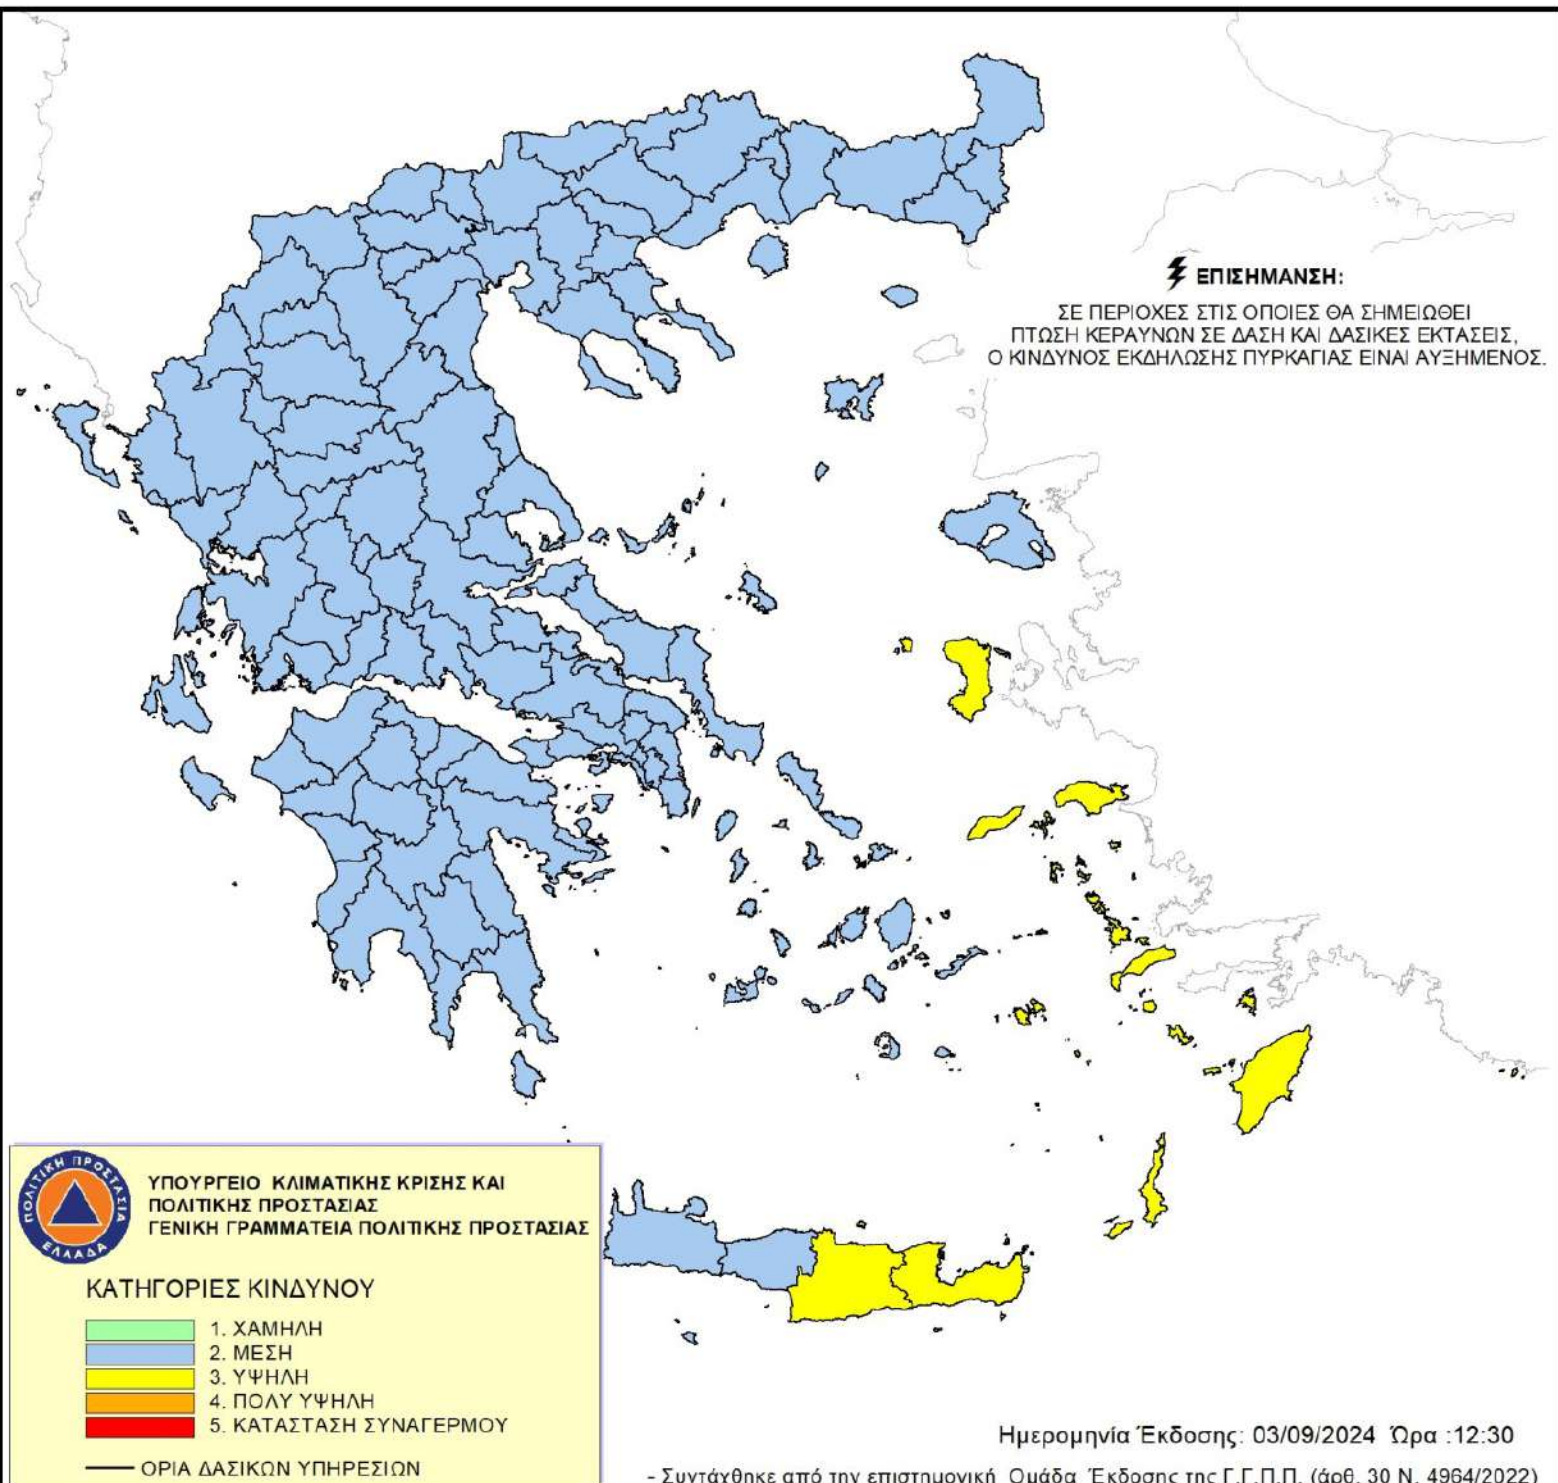 ΕΠΙΣΗΜΑΝΣΗ:
ΣΕ ΠΕΡΙΟΧΕΣ ΣΤΙΣ ΟΠΟΙΕΣ ΘΑ ΣΗΜΕΙΩΘΕΙ
ΠΤΩΣΗ ΚΕΡΑΥΝΩΝ ΣΕ ΔΑΣΗ ΚΑΙ ΔΑΣΙΚΕΣ ΕΚΤΑΣΕΙΣ,
Ο ΚΙΝΔΥΝΟΣ ΕΚΔΗΛΩΣΗΣ ΠΥΡΚΑΓΙΑΣ ΕΙΝΑΙ ΑΥΞΗΜΕΝΟΣ.
ΠΟΛΙΤΙΚΗ ΠΡΟΣΤΑΣΙΑ
ΕΛΛΑΔΑ
ΥΠΟΥΡΓΕΙΟ ΚΛΙΜΑΤΙΚΗΣ ΚΡΙΣΗΣ ΚΑΙ
ΠΟΛΙΤΙΚΗΣ ΠΡΟΣΤΑΣΙΑΣ
ΓΕΝΙΚΗ ΓΡΑΜΜΑΤΕΙΑ ΠΟΛΙΤΙΚΗΣ ΠΡΟΣΤΑΣΙΑΣ
ΚΑΤΗΓΟΡΙΕΣ ΚΙΝΔΥΝΟΥ
1. ΧΑΜΗΛΗ
2. ΜΕΣΗ
3. ΥΨΗΛΗ
4. ΠΟΛΥ ΥΨΗΛΗ
5. ΚΑΤΑΣΤΑΣΗ ΣΥΝΑΓΕΡΜΟΥ
ΟΡΙΑ ΔΑΣΙΚΩΝ ΥΠΗΡΕΣΙΩΝ
Ημερομηνία Έκδοσης: 03/09/2024 Ώρα :12:30
- Συντάχθηκε από την επιστημονική Ομάδα Έκδοσης της Γ.Γ.Π.Π. (άρθ. 30 Ν. 4964/2022)